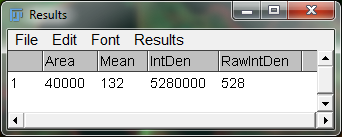 Results
File Edit Font Results
Area Mean IntDen RawIntDen
1 40000 132 5280000 528